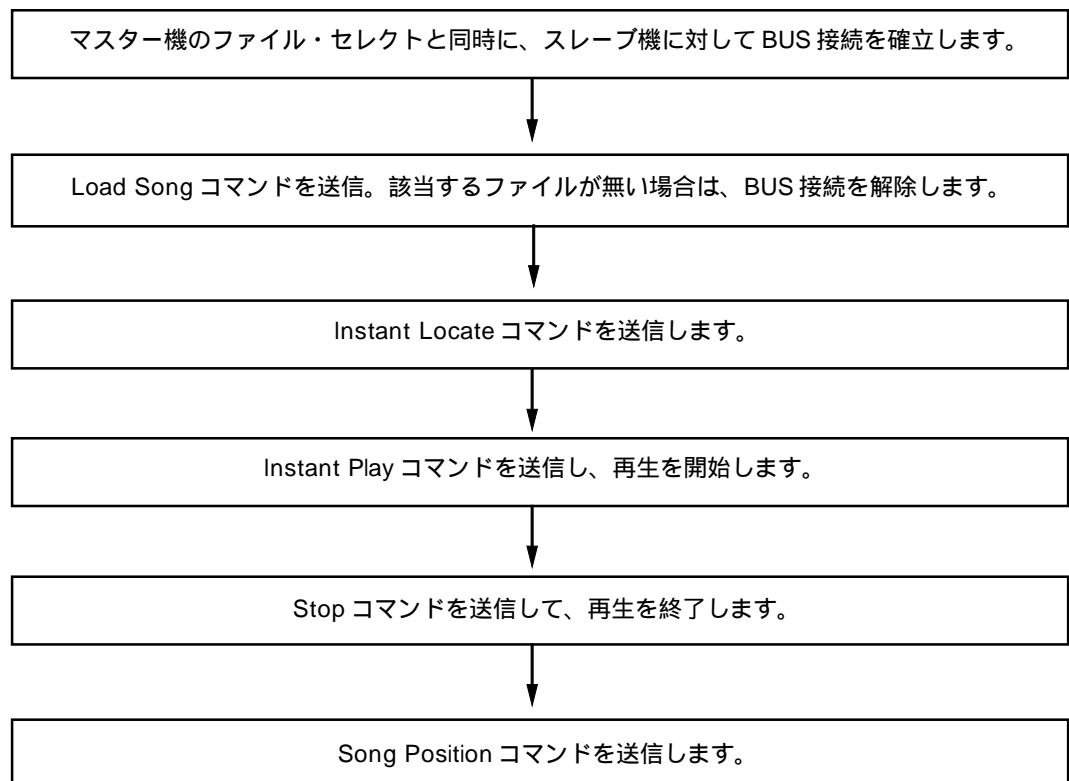 マスター機のファイル・セレクトと同時に、スレーブ機に対して BUS 接続を確立します。
Load Song コマンドを送信。該当するファイルが無い場合は、BUS 接続を解除します。
Instant Locate コマンドを送信します。
Instant Play コマンドを送信し、再生を開始します。
Stop コマンドを送信して、再生を終了します。
Song Position コマンドを送信します。